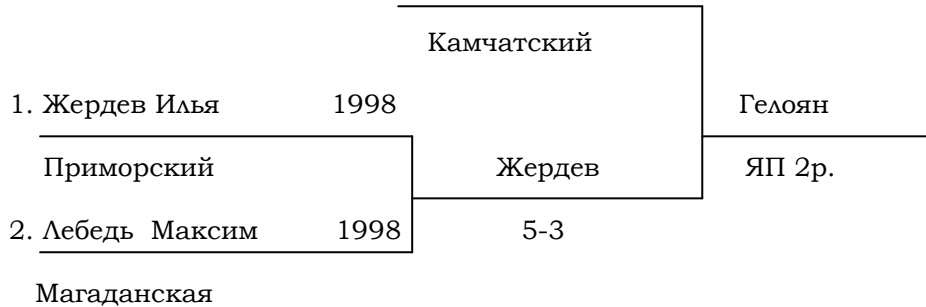 Камчатский
1. Жердев Илья 1998 Гелоян
Приморский Жердев ЯП 2р.
2. Лебедь Максим 1998 5-3
Магаданская